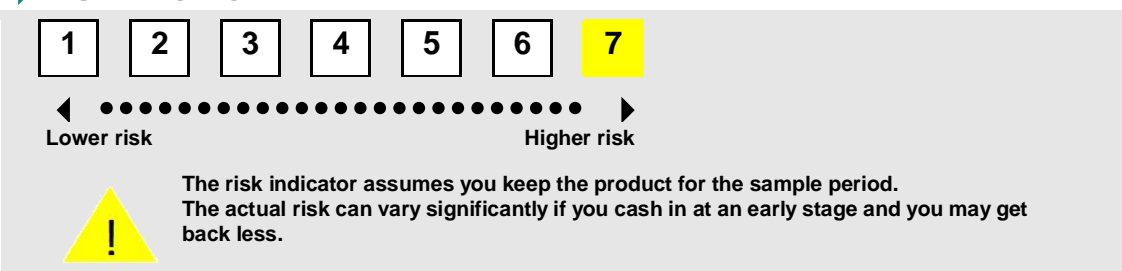 1 2 3 4 5 6 7
Lower risk Higher risk
The risk indicator assumes you keep the product for the sample period.
The actual risk can vary significantly if you cash in at an early stage and you may get
back less.
!